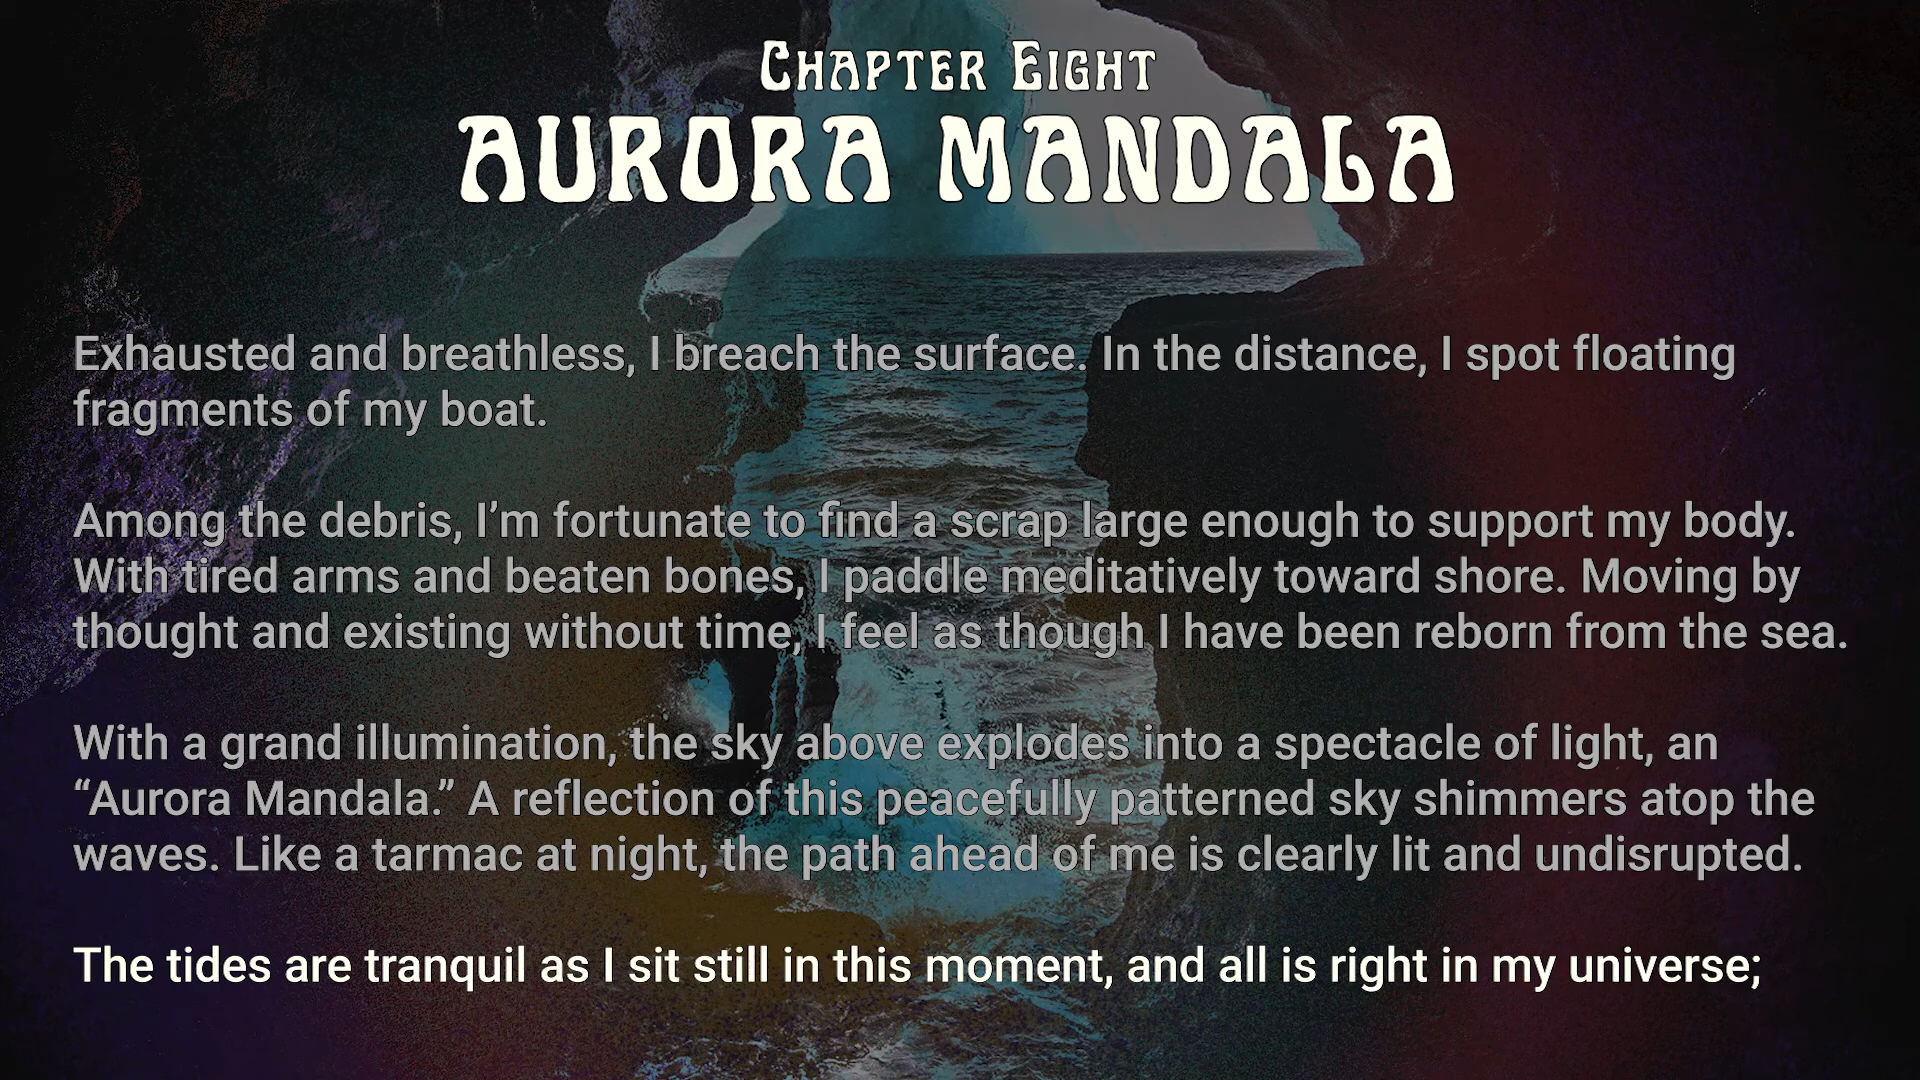 Chapter Eight
AURORA MANDALA
Exhausted and breathless, I breach the surface. In the distance, I spot floating
fragments of my boat.
Among the debris, I’m fortunate to find a scrap large enough to support my body.
With tired arms and beaten bones, I paddle meditatively toward shore. Moving by
thought and existing without time, I feel as though I have been reborn from the sea.
With a grand illumination, the sky above explodes into a spectacle of light, an
“Aurora Mandala.” A reflection of this peacefully patterned sky shimmers atop the
waves. Like a tarmac at night, the path ahead of me is clearly lit and undisrupted.
The tides are tranquil as I sit still in this moment, and all is right in my universe;